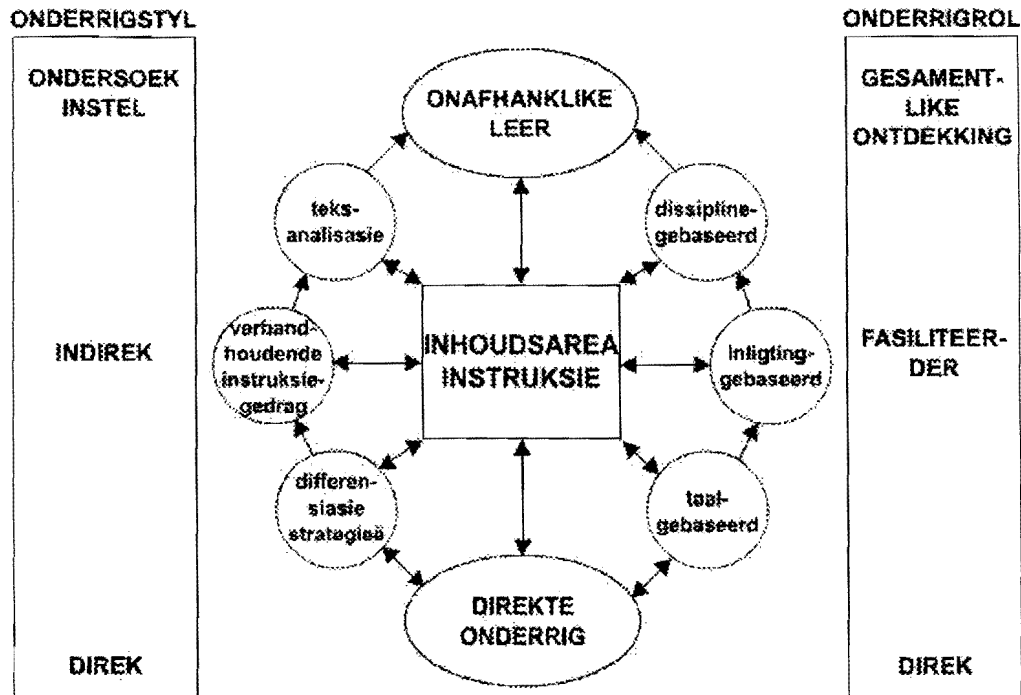 ONDERRIGSTYL
ONDERSOEK
INSTEL
INDIREK
DIREK
ONAFHANKLIKE
LEER
teks-
analisasie
dissipline-
gebaseerd
verband-
houdende
instruksie-
gedrag
INHOUDSAREA
INSTRUKSIE
inligting-
gebaseerd
differen-
siasie
strategieë
taal-
gebaseerd
DIREKTE
ONDERRIG
ONDERRIGROL
GESAMENT-
LIKE
ONTDEKKING
FASILITEER-
DER
DIREK